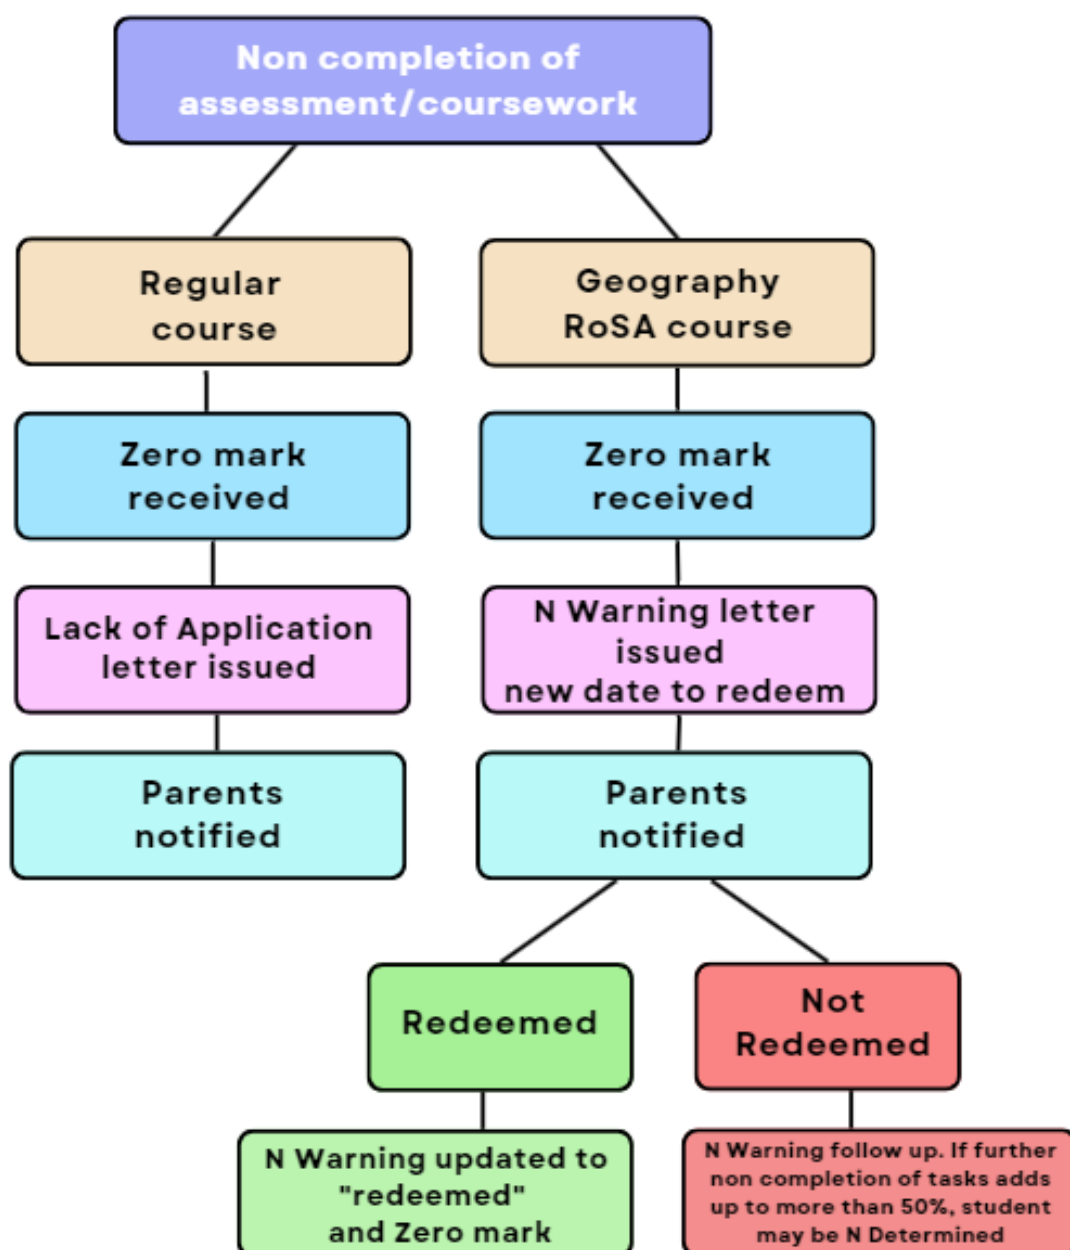 Non completion of
assessment/coursework
Regular
course
Geography
RoSA course
Zero mark
received
Zero mark
received
Lack of Application
letter issued
N Warning letter
issued
new date to redeem
Parents
notified
Parents
notified
Redeemed
Not
Redeemed
N Warning updated to
"redeemed"
and Zero mark
N Warning follow up. If further
non completion of tasks adds
up to more than 50%, student
may be N Determined